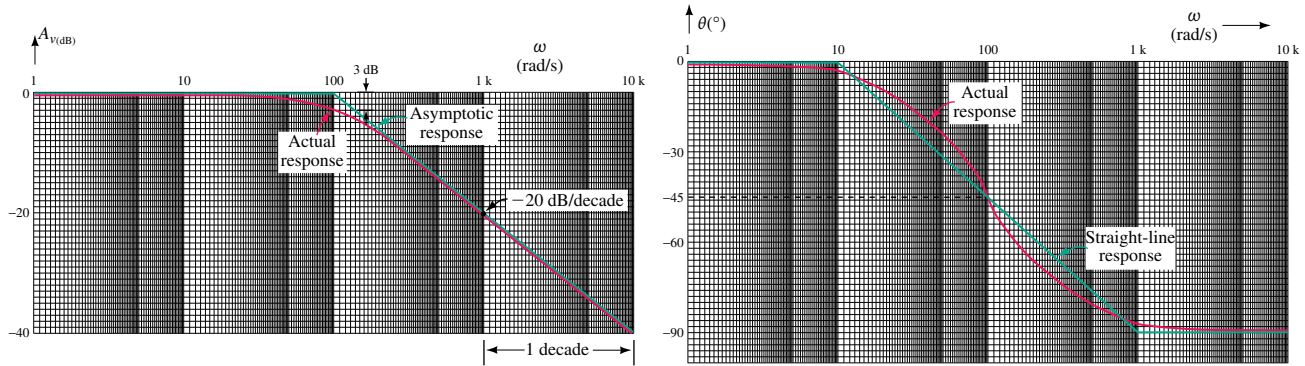 A_v(dB)
ω
(rad/s)
1
10
100
1 k
10 k
3 dB
0
Asymptotic
response
Actual
response
−20 dB/decade
−20
−40
1 decade
θ(°)
ω
(rad/s)
1
10
100
1 k
10 k
0
Actual
response
−30
−45
−60
Straight-line
response
−90